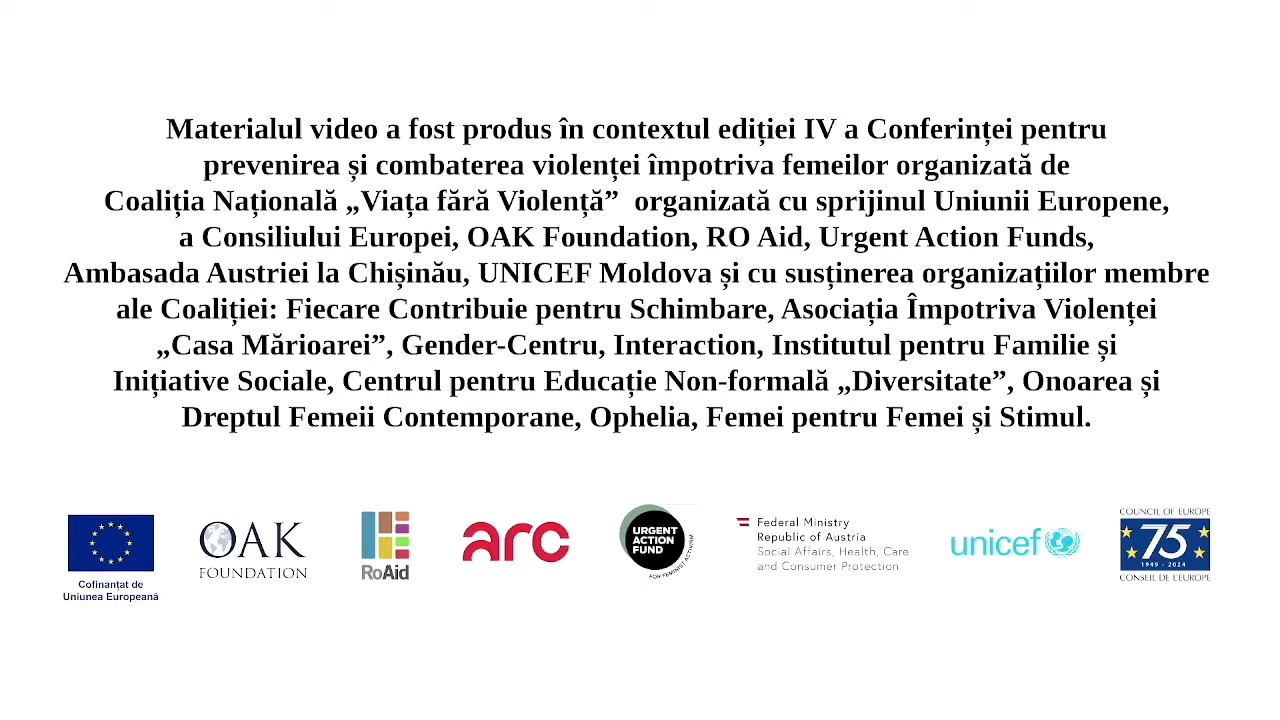 Materialul video a fost produs în contextul ediției IV a Conferinței pentru
prevenirea și combaterea violenței împotriva femeilor organizată de
Coaliția Națională „Viața fără Violență”  organizată cu sprijinul Uniunii Europene,
a Consiliului Europei, OAK Foundation, RO Aid, Urgent Action Funds,
Ambasada Austriei la Chișinău, UNICEF Moldova și cu susținerea organizațiilor membre
ale Coaliției: Fiecare Contribuie pentru Schimbare, Asociația Împotriva Violenței
„Casa Mărioarei”, Gender-Centru, Interaction, Institutul pentru Familie și
Inițiative Sociale, Centrul pentru Educație Non-formală „Diversitate”, Onoarea și
Dreptul Femeii Contemporane, Ophelia, Femei pentru Femei și Stimul.
Cofinanțat de
Uniunea Europeană
OAK
FOUNDATION
RoAid
arc
URGENT
ACTION
FUND
FOR FEMINIST ACTIVISM
Federal Ministry
Republic of Austria
Social Affairs, Health, Care
and Consumer Protection
unicef
COUNCIL OF EUROPE
75
1949 - 2024
CONSEIL DE L'EUROPE